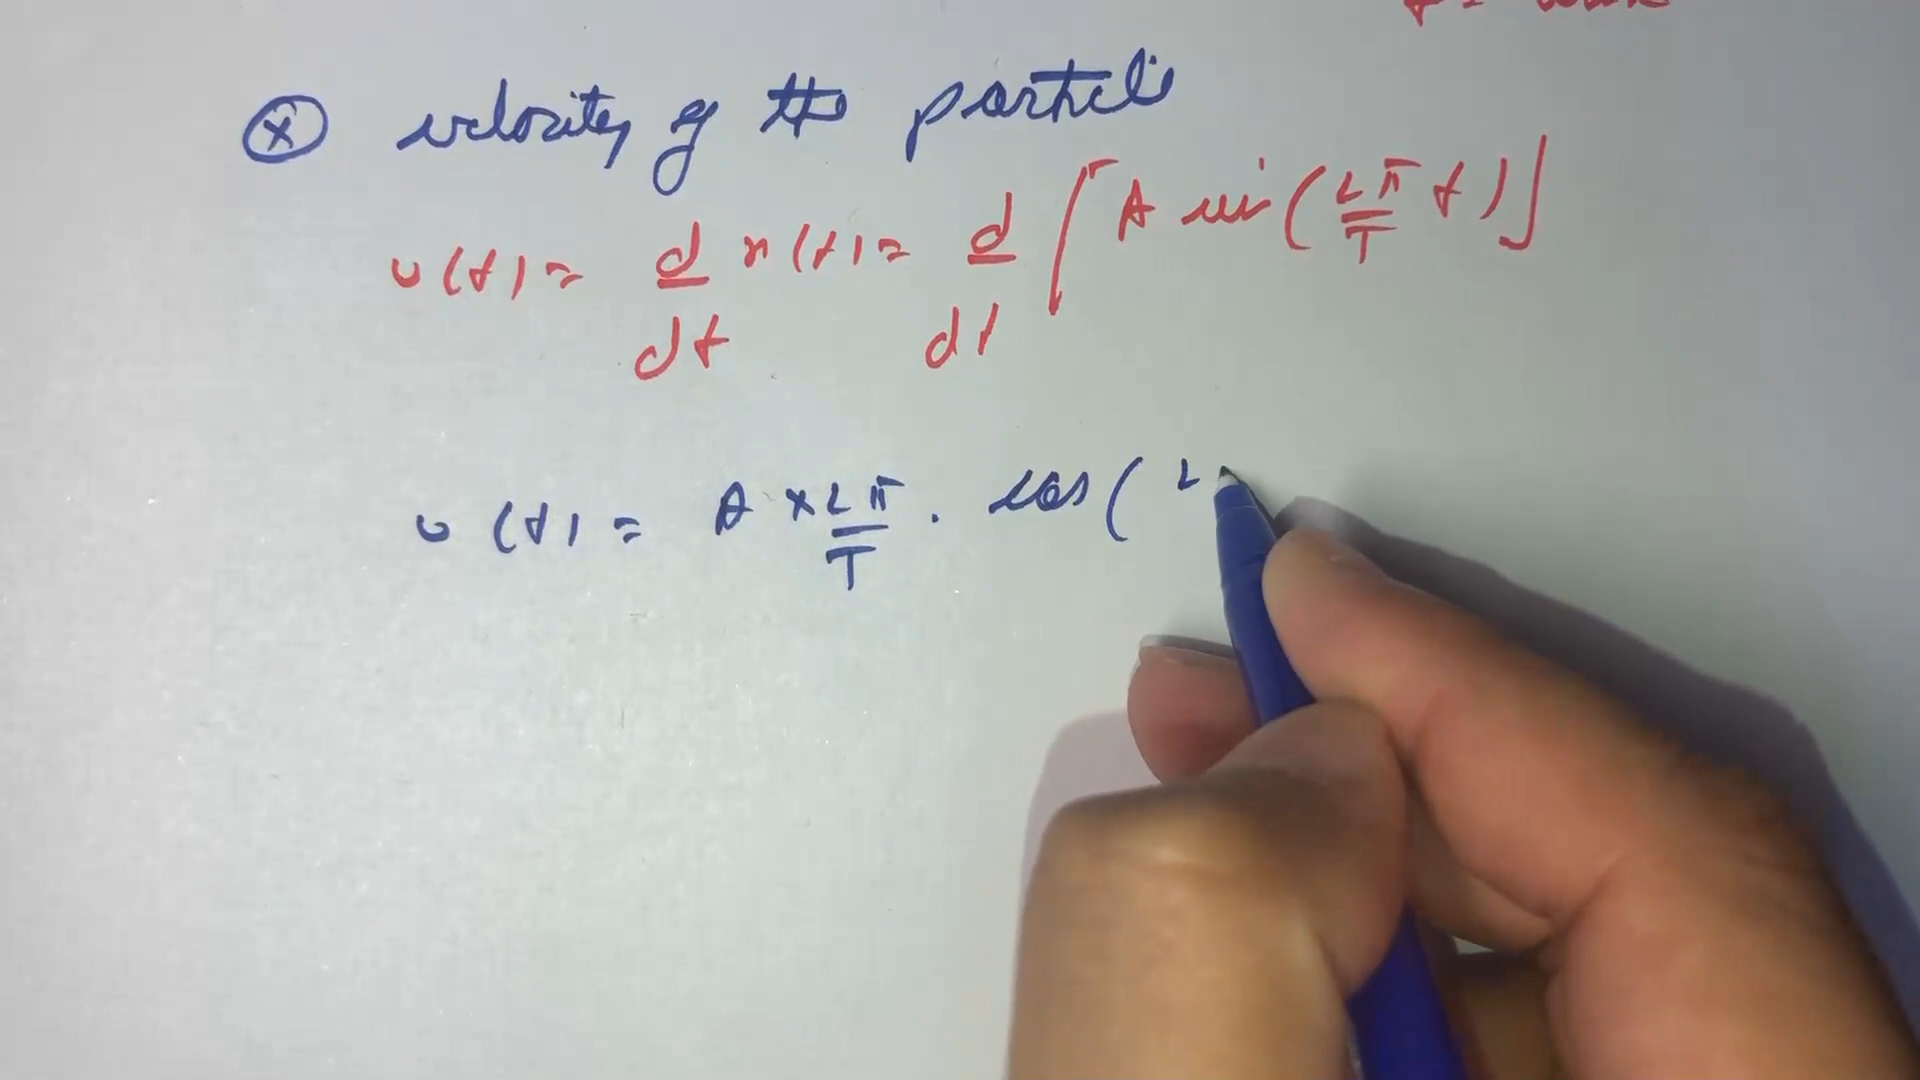 ⓧ velocity of the particle
v(t) = d/dt x(t) = d/dt [A sin(2π/T t)]
v(t) = A × 2π/T . cos( 2